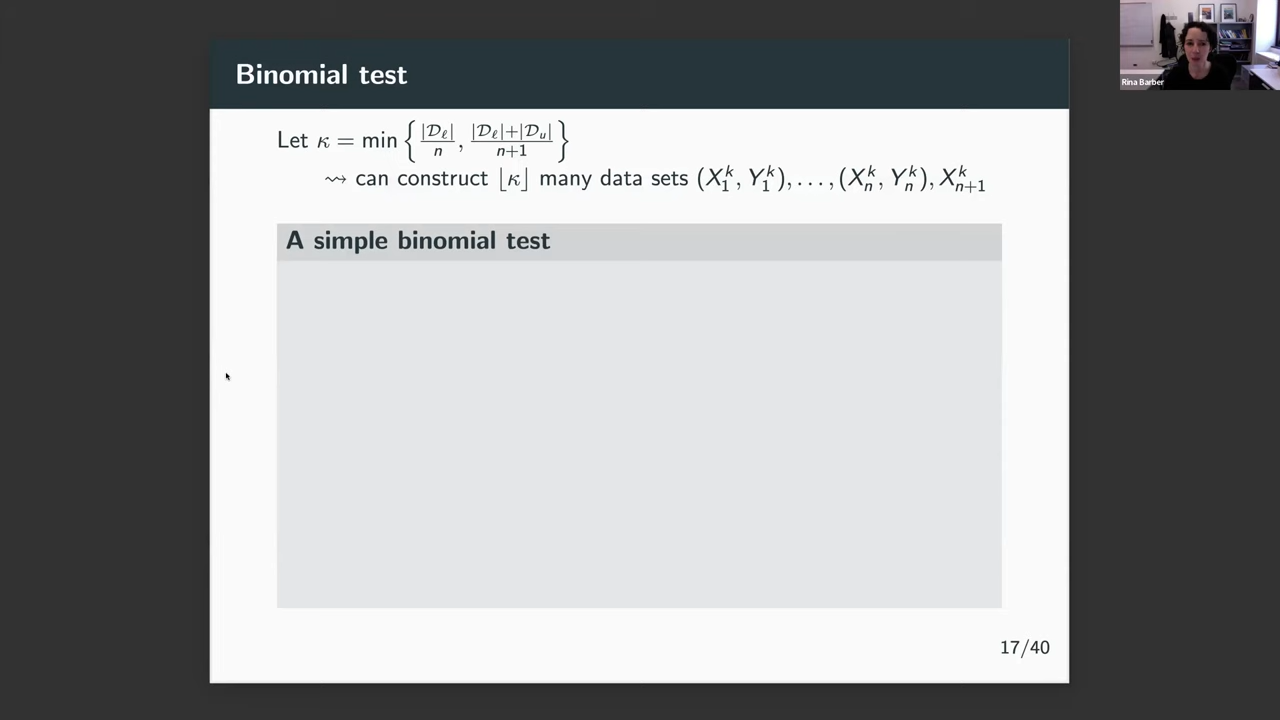 Binomial test
Let κ = min { |𝒟ℓ|/n , |𝒟ℓ|+|𝒟u|/n+1 }
⇝ can construct ⌊κ⌋ many data sets (X₁ᵏ, Y₁ᵏ), . . . , (Xₙᵏ, Yₙᵏ), Xₙ₊₁ᵏ
A simple binomial test
17/40
Rina Barber